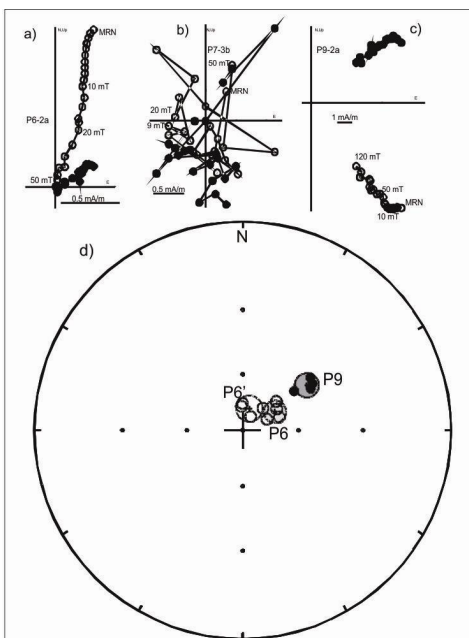 a)
N,Up
MRN
10 mT
P6-2a
20 mT
50 mT
E
0.5 mA/m
b)
N,Up
P7-3b
50 mT
MRN
20 mT
9 mT
E
0.5 mA/m
c)
N,Up
P9-2a
E
1 mA/m
120 mT
50 mT
MRN
10 mT
d)
N
P9
P6'
P6